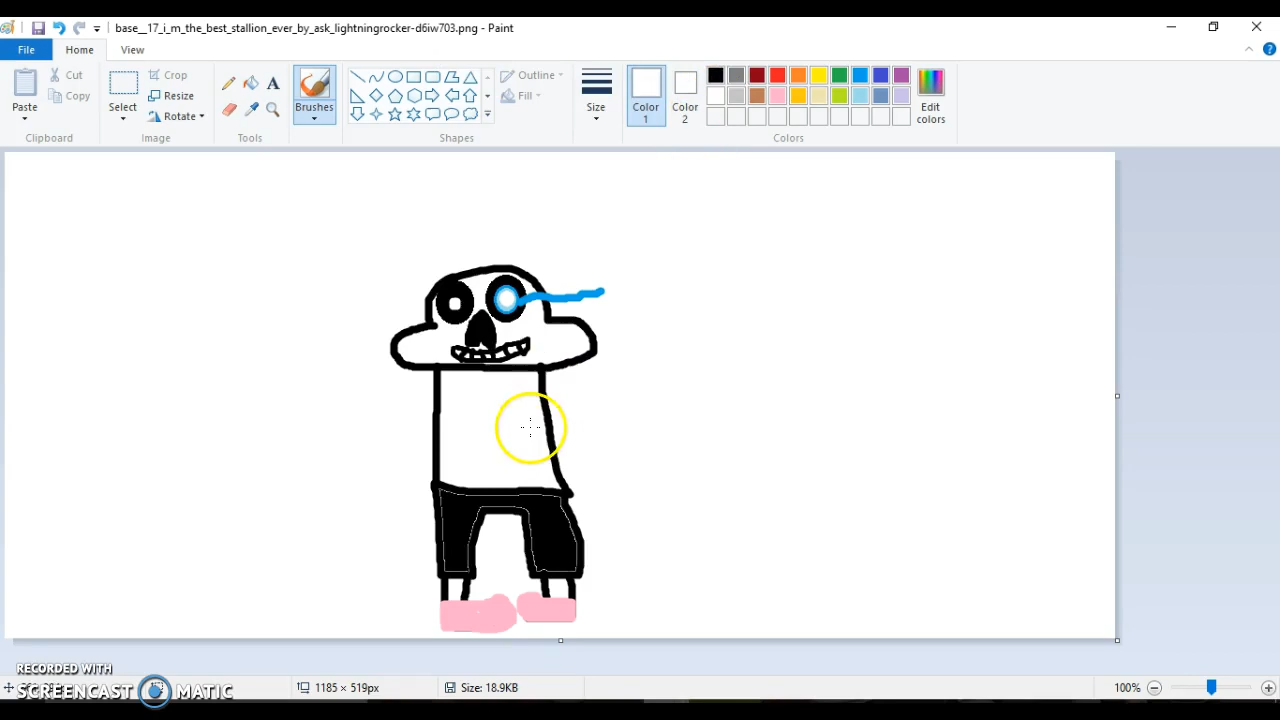 base__17_i_m_the_best_stallion_ever_by_ask_lightningrocker-d6iw703.png - Paint
File Home View
Paste
Cut
Copy
Clipboard
Select
Crop
Resize
Rotate
Image
A
Tools
Brushes
Outline
Fill
Shapes
Size
Color 1
Color 2
Edit colors
Colors
RECORDED WITH
SCREENCAST MATIC
1185 × 519px
Size: 18.9KB
100%